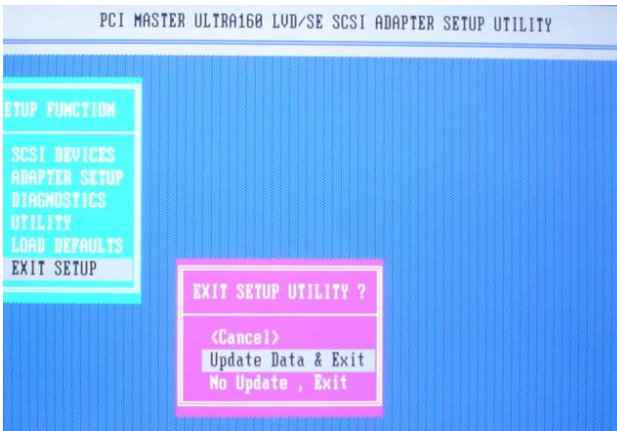 PCI MASTER ULTRA160 LVD/SE SCSI ADAPTER SETUP UTILITY
ETUP FUNCTION
SCSI DEVICES
ADAPTER SETUP
DIAGNOSTICS
UTILITY
LOAD DEFAULTS
EXIT SETUP
EXIT SETUP UTILITY ?
<Cancel>
Update Data & Exit
No Update , Exit